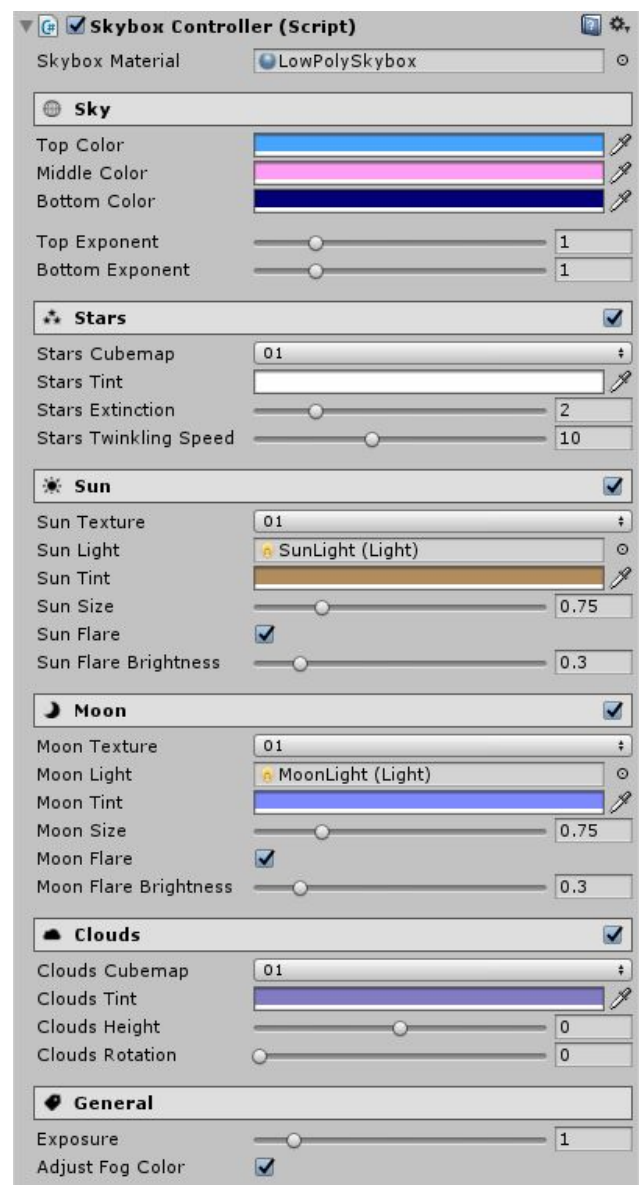 Skybox Controller (Script)
Skybox Material LowPolySkybox
Sky
Top Color
Middle Color
Bottom Color
Top Exponent 1
Bottom Exponent 1
Stars
Stars Cubemap 01
Stars Tint
Stars Extinction 2
Stars Twinkling Speed 10
Sun
Sun Texture 01
Sun Light SunLight (Light)
Sun Tint
Sun Size 0.75
Sun Flare
Sun Flare Brightness 0.3
Moon
Moon Texture 01
Moon Light MoonLight (Light)
Moon Tint
Moon Size 0.75
Moon Flare
Moon Flare Brightness 0.3
Clouds
Clouds Cubemap 01
Clouds Tint
Clouds Height 0
Clouds Rotation 0
General
Exposure 1
Adjust Fog Color